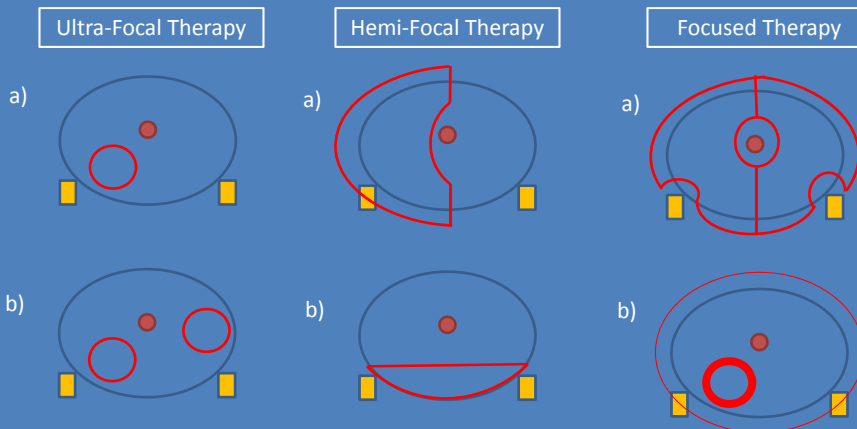 Ultra-Focal Therapy
Hemi-Focal Therapy
Focused Therapy
a)
a)
a)
b)
b)
b)